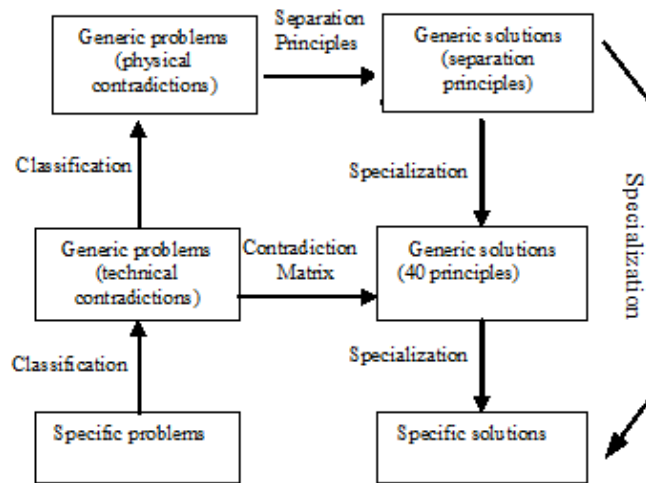 Generic problems
(physical
contradictions)
Separation
Principles
Generic solutions
(separation
principles)
Classification
Specialization
Specialization
Generic problems
(technical
contradictions)
Contradiction
Matrix
Generic solutions
(40 principles)
Classification
Specialization
Specific problems
Specific solutions